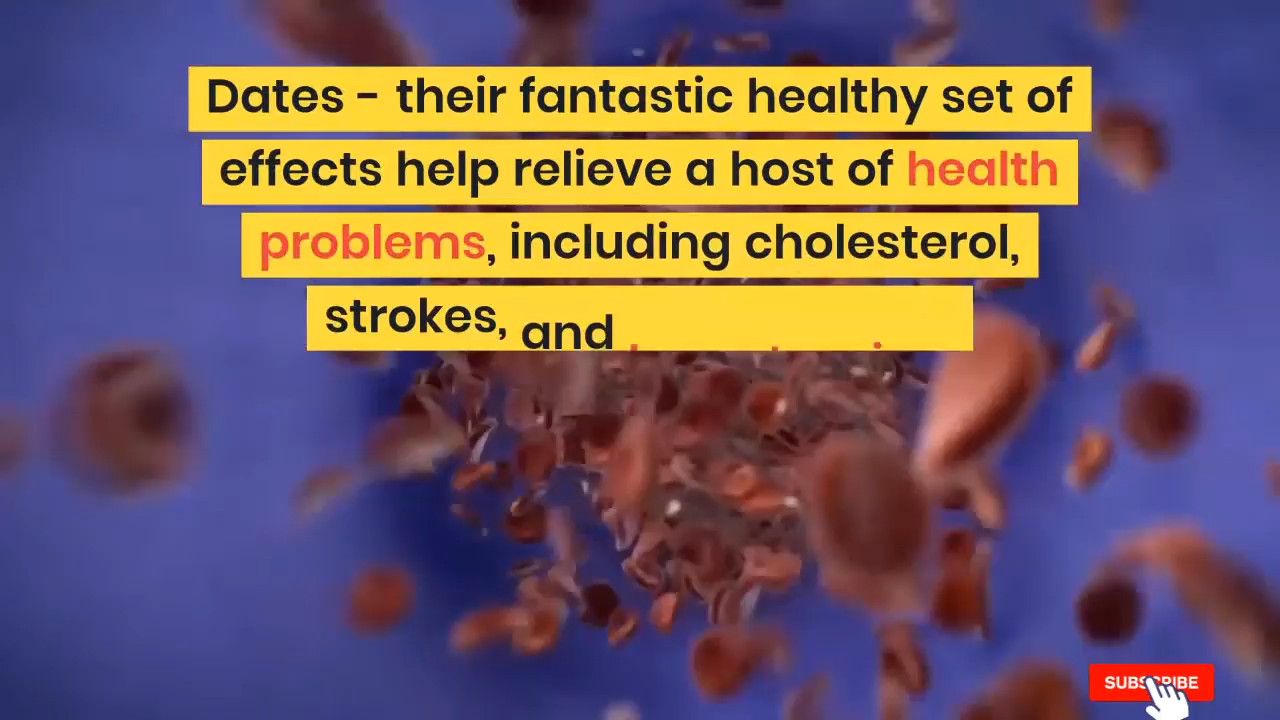 Dates - their fantastic healthy set of
effects help relieve a host of health
problems, including cholesterol,
strokes, and
SUBSCRIBE